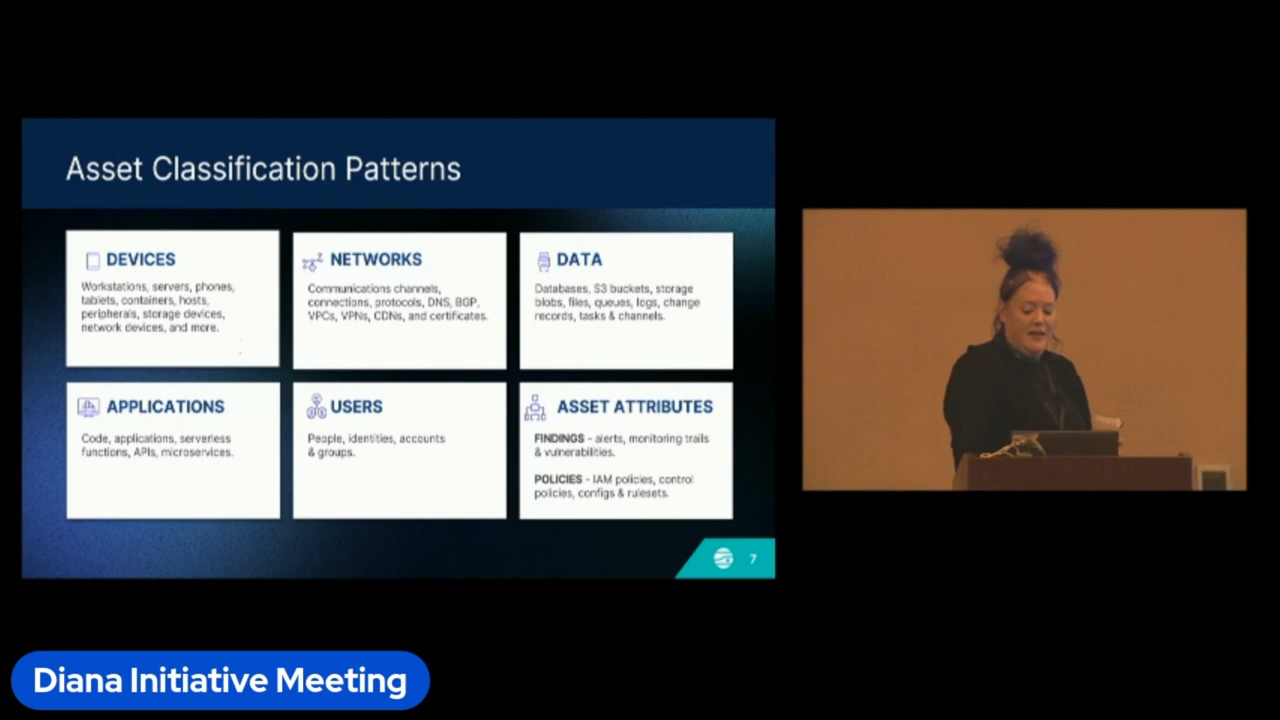 Asset Classification Patterns
DEVICES
Workstations, servers, phones,
tablets, containers, hosts,
peripherals, storage devices,
network devices, and more.
NETWORKS
Communications channels,
connections, protocols, DNS, BGP,
VPCs, VPNs, CDNs, and certificates.
DATA
Databases, S3 buckets, storage
blobs, files, queues, logs, change
records, tasks & channels.
APPLICATIONS
Code, applications, serverless
functions, APIs, microservices.
USERS
People, identities, accounts
& groups.
ASSET ATTRIBUTES
FINDINGS - alerts, monitoring trails
& vulnerabilities.
POLICIES - IAM policies, control
policies, configs & rulesets.
7
Diana Initiative Meeting